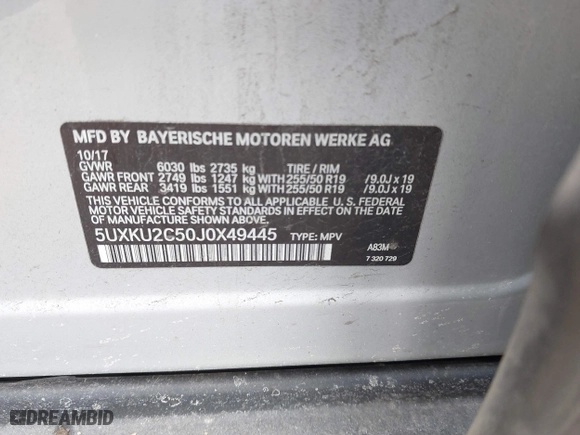 MFD BY BAYERISCHE MOTOREN WERKE AG
10/17
GVWR 6030 lbs 2735 kg TIRE / RIM
GAWR FRONT 2749 lbs 1247 kg WITH 255/50 R19 /9.0J x 19
GAWR REAR 3419 lbs 1551 kg WITH 255/50 R19 /9.0J x 19
THIS VEHICLE CONFORMS TO ALL APPLICABLE U. S. FEDERAL
MOTOR VEHICLE SAFETY STANDARDS IN EFFECT ON THE
DATE OF MANUFACTURE SHOWN ABOVE.
5UXKU2C50J0X49445 TYPE: MPV
A83M
7 320 729
DREAMBID